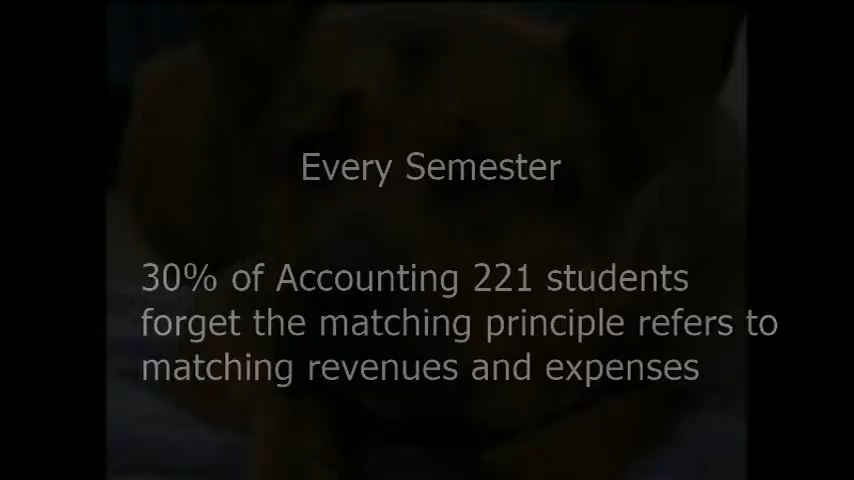 Every Semester
30% of Accounting 221 students
forget the matching principle refers to
matching revenues and expenses